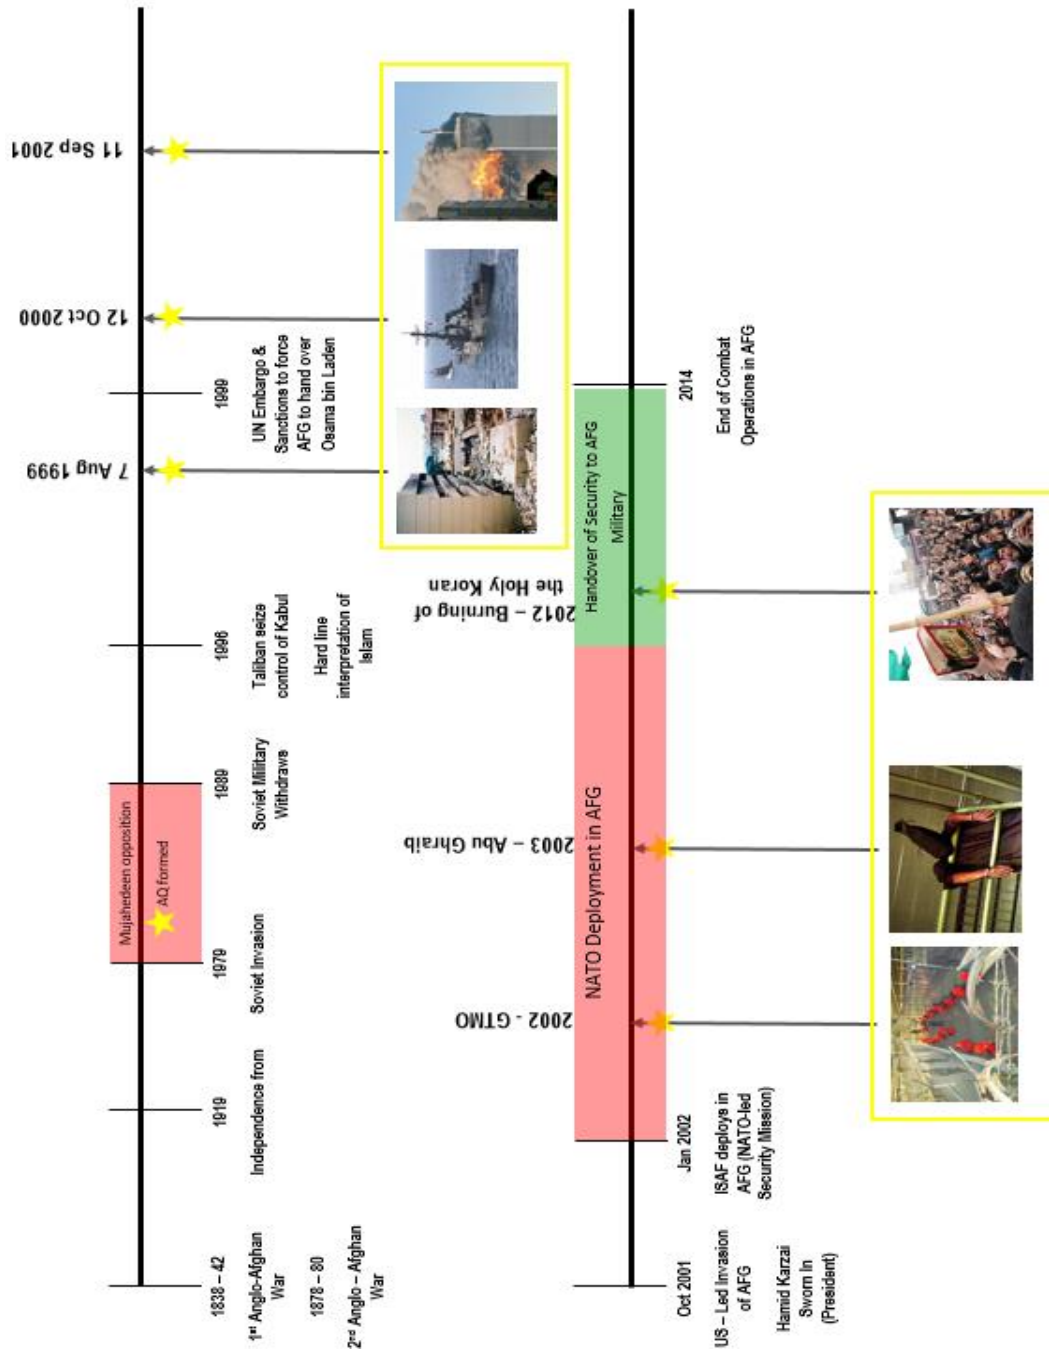 11 Sep 2001
12 Oct 2000
7 Aug 1999
Mujahedeen opposition
AQ formed
1838 – 42
1st Anglo-Afghan
War
1878 – 80
2nd Anglo – Afghan
War
1919
Independence from
1979
Soviet Invasion
1989
Soviet Military
Withdraws
1996
Taliban seize
control of Kabul
Hard line
interpretation of
Islam
1999
UN Embargo &
Sanctions to force
AFG to hand over
Osama bin Laden
2002 - GTMO
2003 – Abu Ghraib
2012 – Burning of
the Holy Koran
NATO Deployment in AFG
Handover of Security to AFG
Military
Oct 2001
US – Led Invasion
of AFG
Hamid Karzai
Sworn In
(President)
Jan 2002
ISAF deploys in
AFG (NATO-led
Security Mission)
2014
End of Combat
Operations in AFG